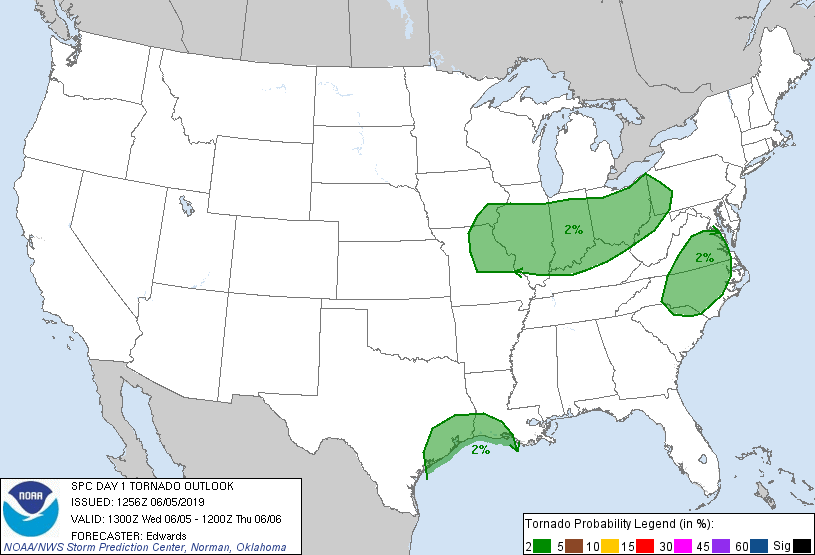 2%
2%
2%
NOAA
SPC DAY 1 TORNADO OUTLOOK
ISSUED: 1256Z 06/05/2019
VALID: 1300Z Wed 06/05 - 1200Z Thu 06/06
FORECASTER: Edwards
NOAA/NWS Storm Prediction Center, Norman, Oklahoma
Tornado Probability Legend (in %):
2 5 10 15 30 45 60 Sig